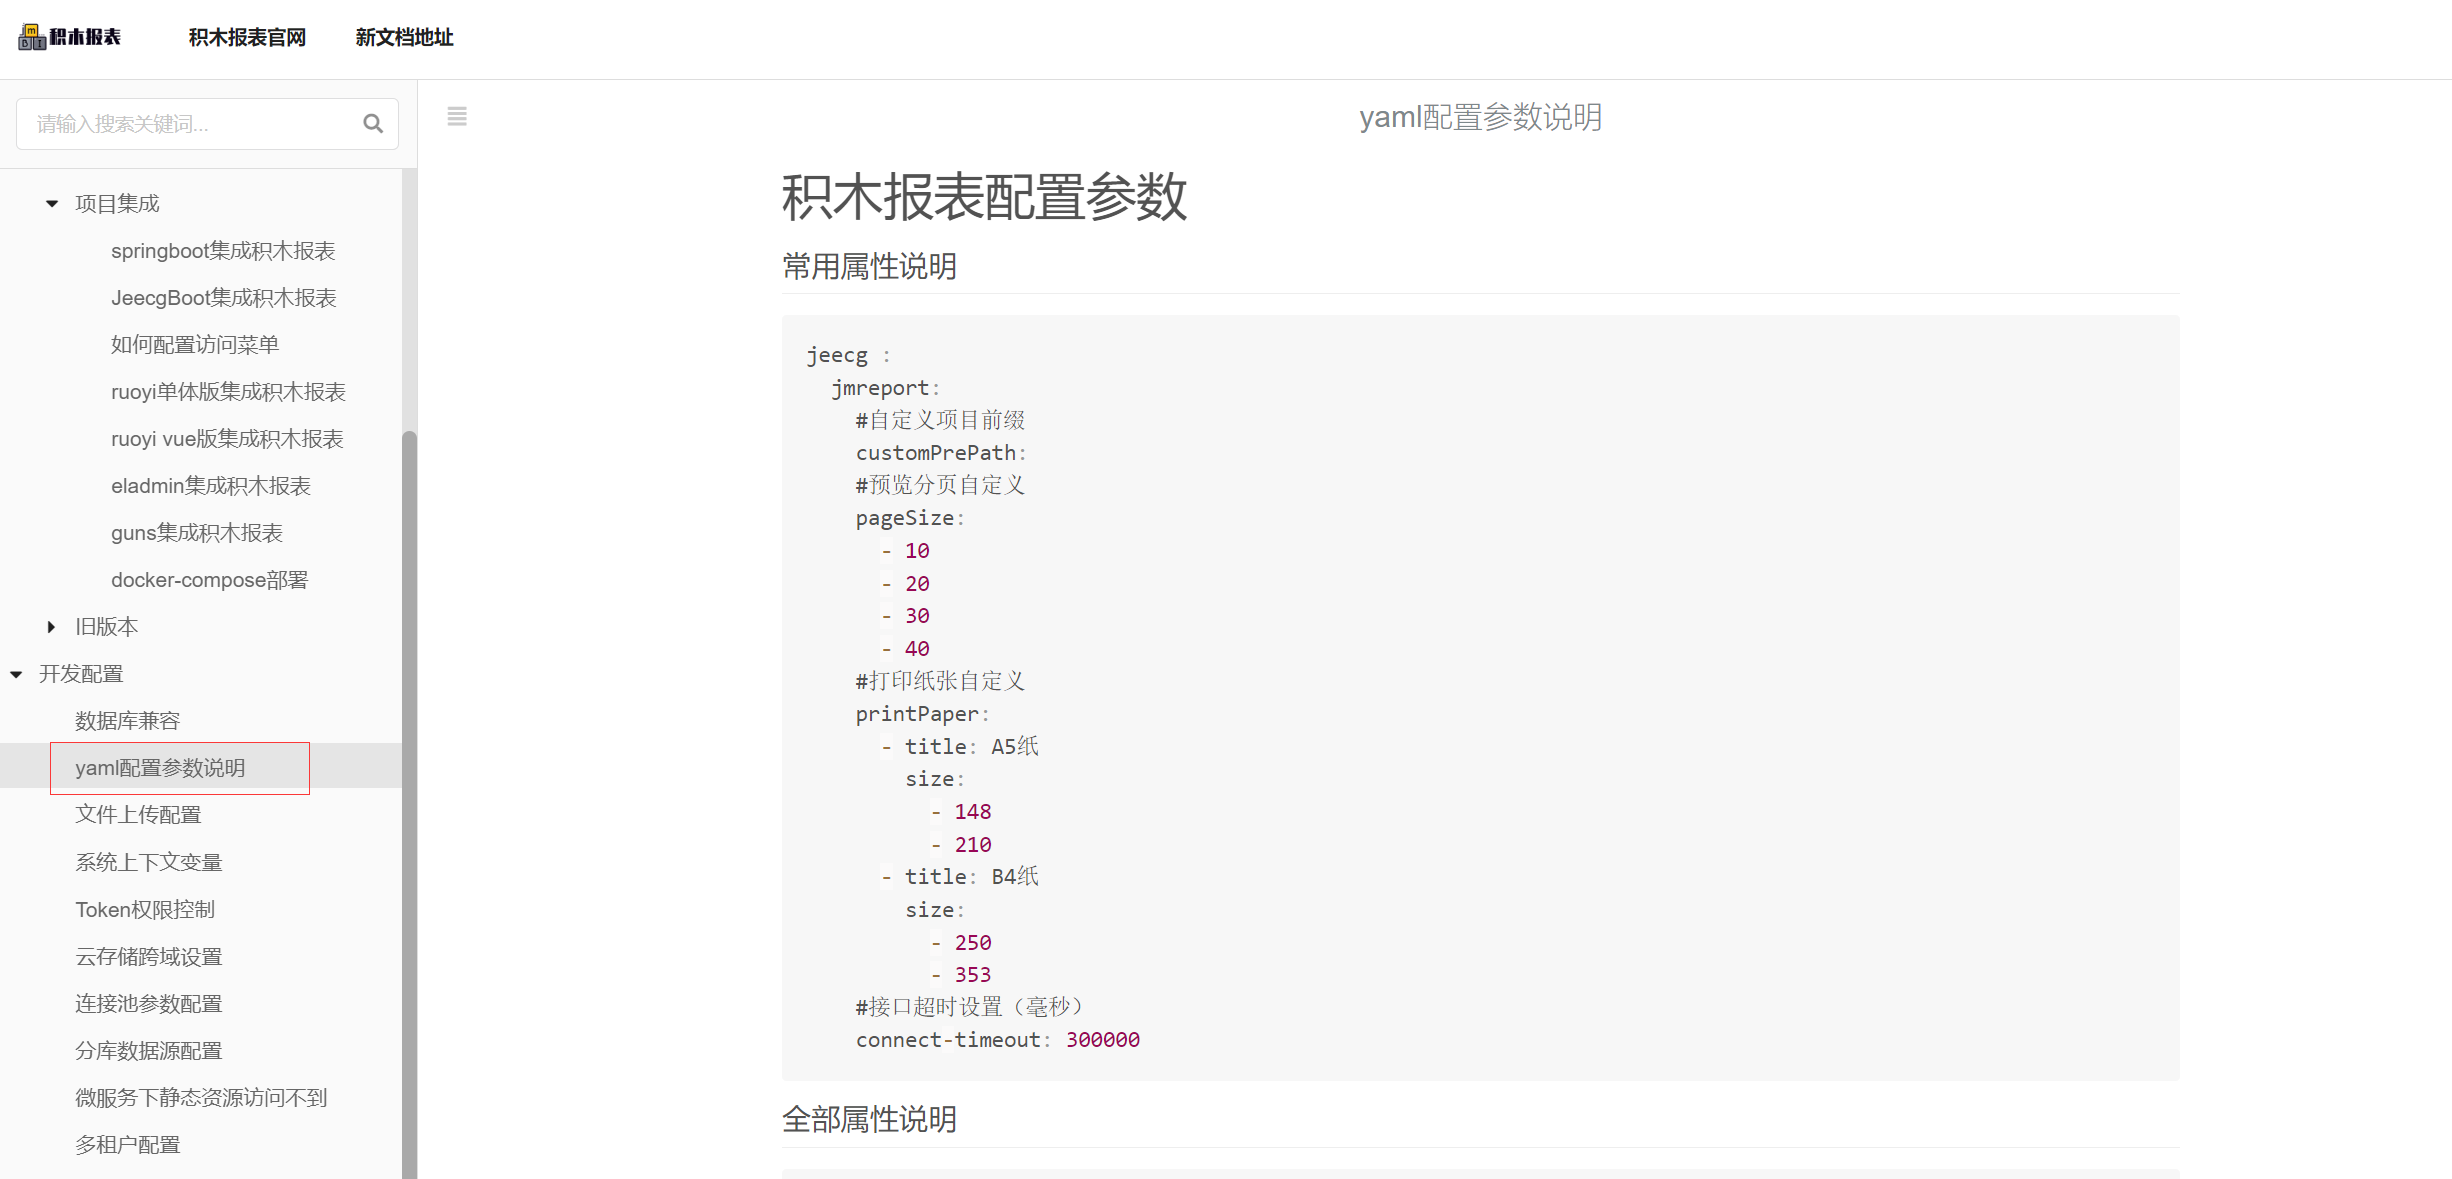 积木报表
积木报表官网
新文档地址
请输入搜索关键词...
项目集成
springboot集成积木报表
JeecgBoot集成积木报表
如何配置访问菜单
ruoyi单体版集成积木报表
ruoyi vue版集成积木报表
eladmin集成积木报表
guns集成积木报表
docker-compose部署
旧版本
开发配置
数据库兼容
yaml配置参数说明
文件上传配置
系统上下文变量
Token权限控制
云存储跨域设置
连接池参数配置
分库数据源配置
微服务下静态资源访问不到
多租户配置
yaml配置参数说明
积木报表配置参数
常用属性说明
jeecg :
  jmreport:
    #自定义项目前缀
    customPrePath:
    #预览分页自定义
    pageSize:
      - 10
      - 20
      - 30
      - 40
    #打印纸张自定义
    printPaper:
      - title: A5纸
        size:
          - 148
          - 210
      - title: B4纸
        size:
          - 250
          - 353
    #接口超时设置（毫秒）
    connect-timeout: 300000
全部属性说明